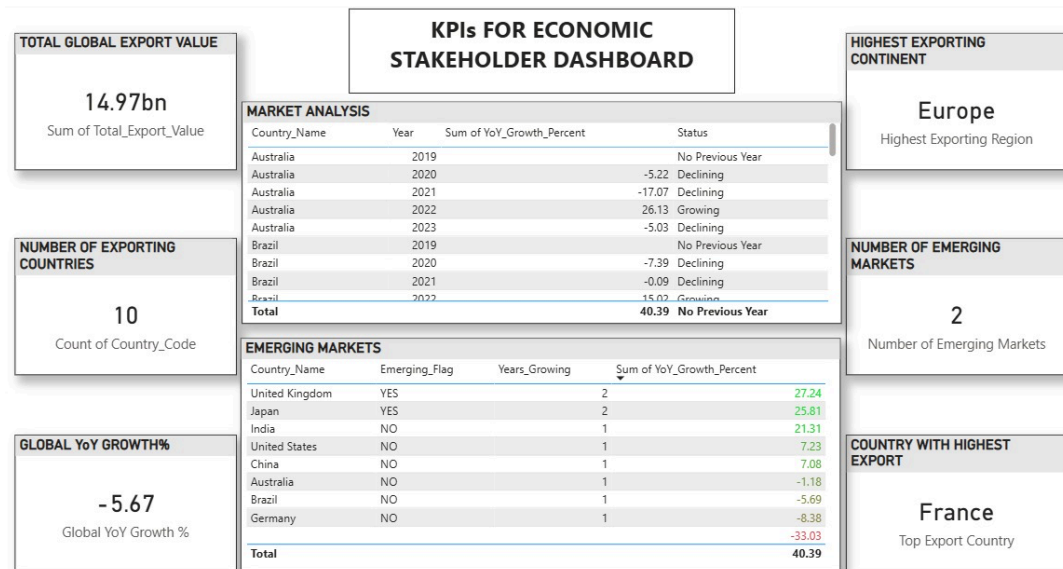 KPIs FOR ECONOMIC
STAKEHOLDER DASHBOARD
TOTAL GLOBAL EXPORT VALUE
14.97bn
Sum of Total_Export_Value
NUMBER OF EXPORTING
COUNTRIES
10
Count of Country_Code
GLOBAL YoY GROWTH%
-5.67
Global YoY Growth %
MARKET ANALYSIS
Country_Name Year Sum of YoY_Growth_Percent Status
Australia 2019 No Previous Year
Australia 2020 -5.22 Declining
Australia 2021 -17.07 Declining
Australia 2022 26.13 Growing
Australia 2023 -5.03 Declining
Brazil 2019 No Previous Year
Brazil 2020 -7.39 Declining
Brazil 2021 -0.09 Declining
Brazil 2022 15.02 Growing
Total 40.39 No Previous Year
EMERGING MARKETS
Country_Name Emerging_Flag Years_Growing Sum of YoY_Growth_Percent
United Kingdom YES 2 27.24
Japan YES 2 25.81
India NO 1 21.31
United States NO 1 7.23
China NO 1 7.08
Australia NO 1 -1.18
Brazil NO 1 -5.69
Germany NO 1 -8.38
-33.03
Total 40.39
HIGHEST EXPORTING
CONTINENT
Europe
Highest Exporting Region
NUMBER OF EMERGING
MARKETS
2
Number of Emerging Markets
COUNTRY WITH HIGHEST
EXPORT
France
Top Export Country